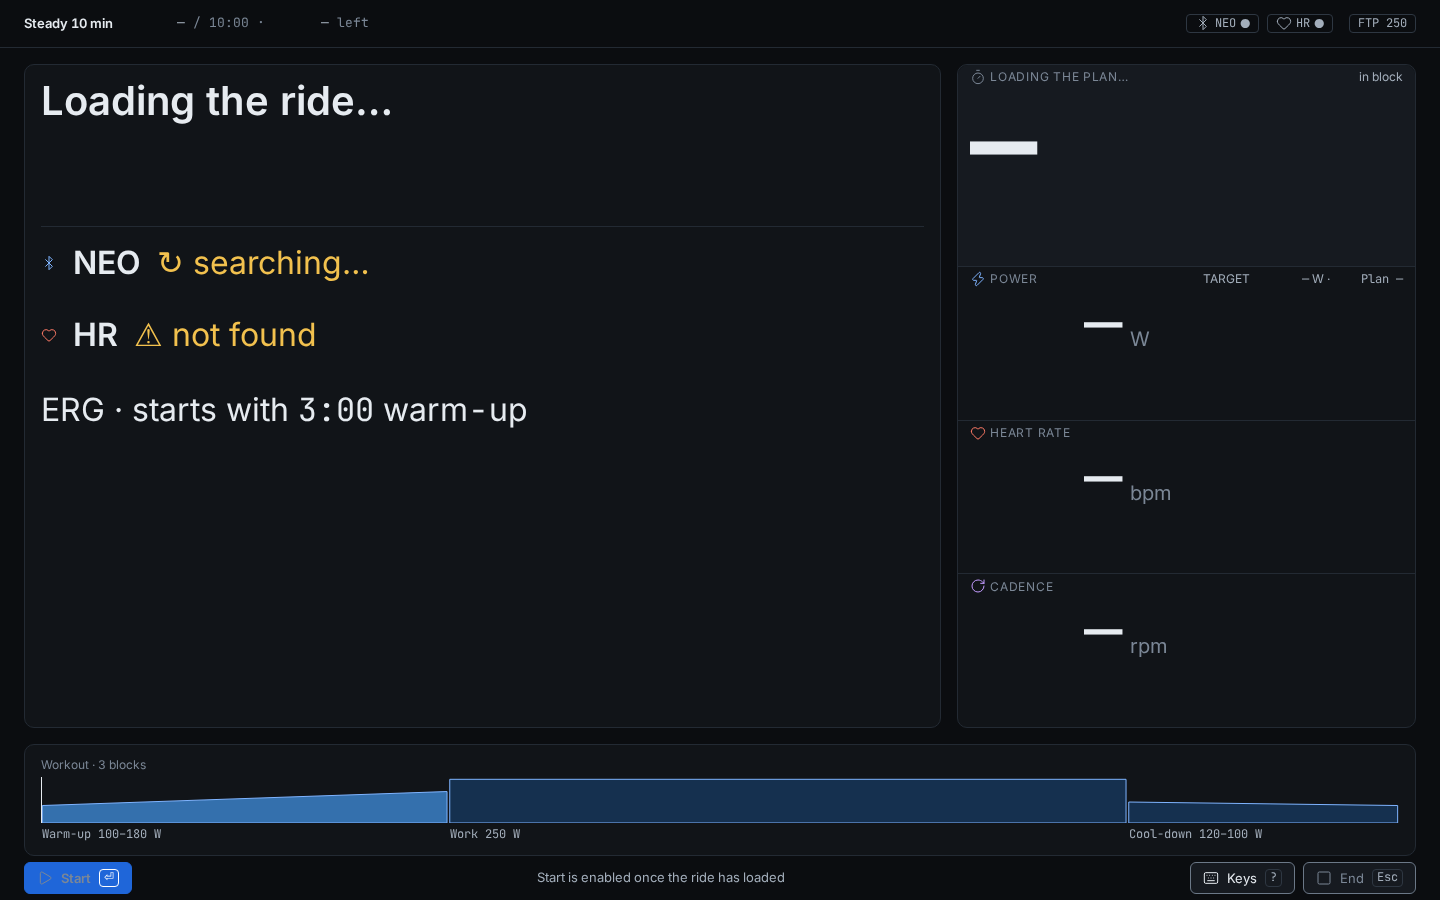 Steady 10 min – / 10:00 · – left NEO HR FTP 250
Loading the ride…
NEO ↻ searching…
HR ⚠ not found
ERG · starts with 3:00 warm-up
LOADING THE PLAN… in block
—
POWER TARGET – W · Plan –
— W
HEART RATE
— bpm
CADENCE
— rpm
Workout · 3 blocks
Warm-up 100–180 W Work 250 W Cool-down 120–100 W
Start ⏎ Start is enabled once the ride has loaded Keys ? End Esc